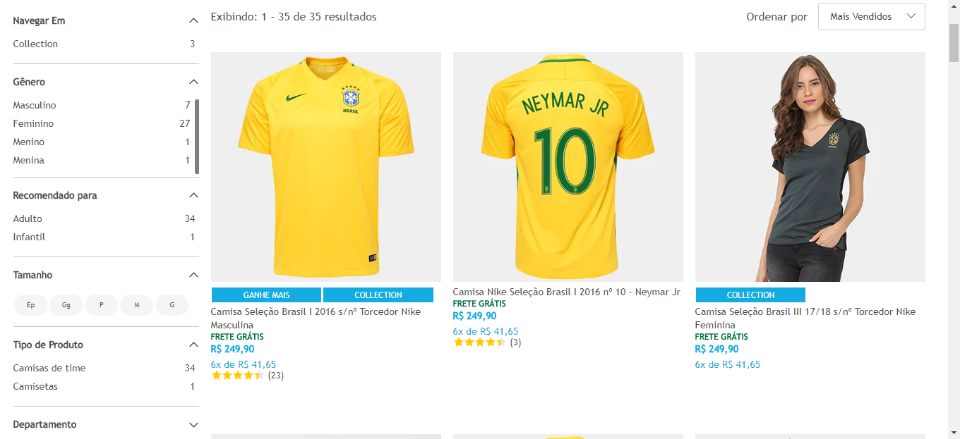 Navegar Em
Collection 3
Gênero
Masculino 7
Feminino 27
Menino 1
Menina 1
Recomendado para
Adulto 34
Infantil 1
Tamanho
Ep Gg P M G
Tipo de Produto
Camisas de time 34
Camisetas 1
Departamento
Exibindo: 1 - 35 de 35 resultados
Ordenar por Mais Vendidos
BRASIL
GANHE MAIS COLLECTION
Camisa Seleção Brasil I 2016 s/nº Torcedor Nike
Masculina
FRETE GRÁTIS
R$ 249,90
6x de R$ 41,65
(23)
NEYMAR JR
10
Camisa Nike Seleção Brasil I 2016 nº 10 - Neymar Jr
FRETE GRÁTIS
R$ 249,90
6x de R$ 41,65
(3)
COLLECTION
Camisa Seleção Brasil III 17/18 s/nº Torcedor Nike
Feminina
FRETE GRÁTIS
R$ 249,90
6x de R$ 41,65